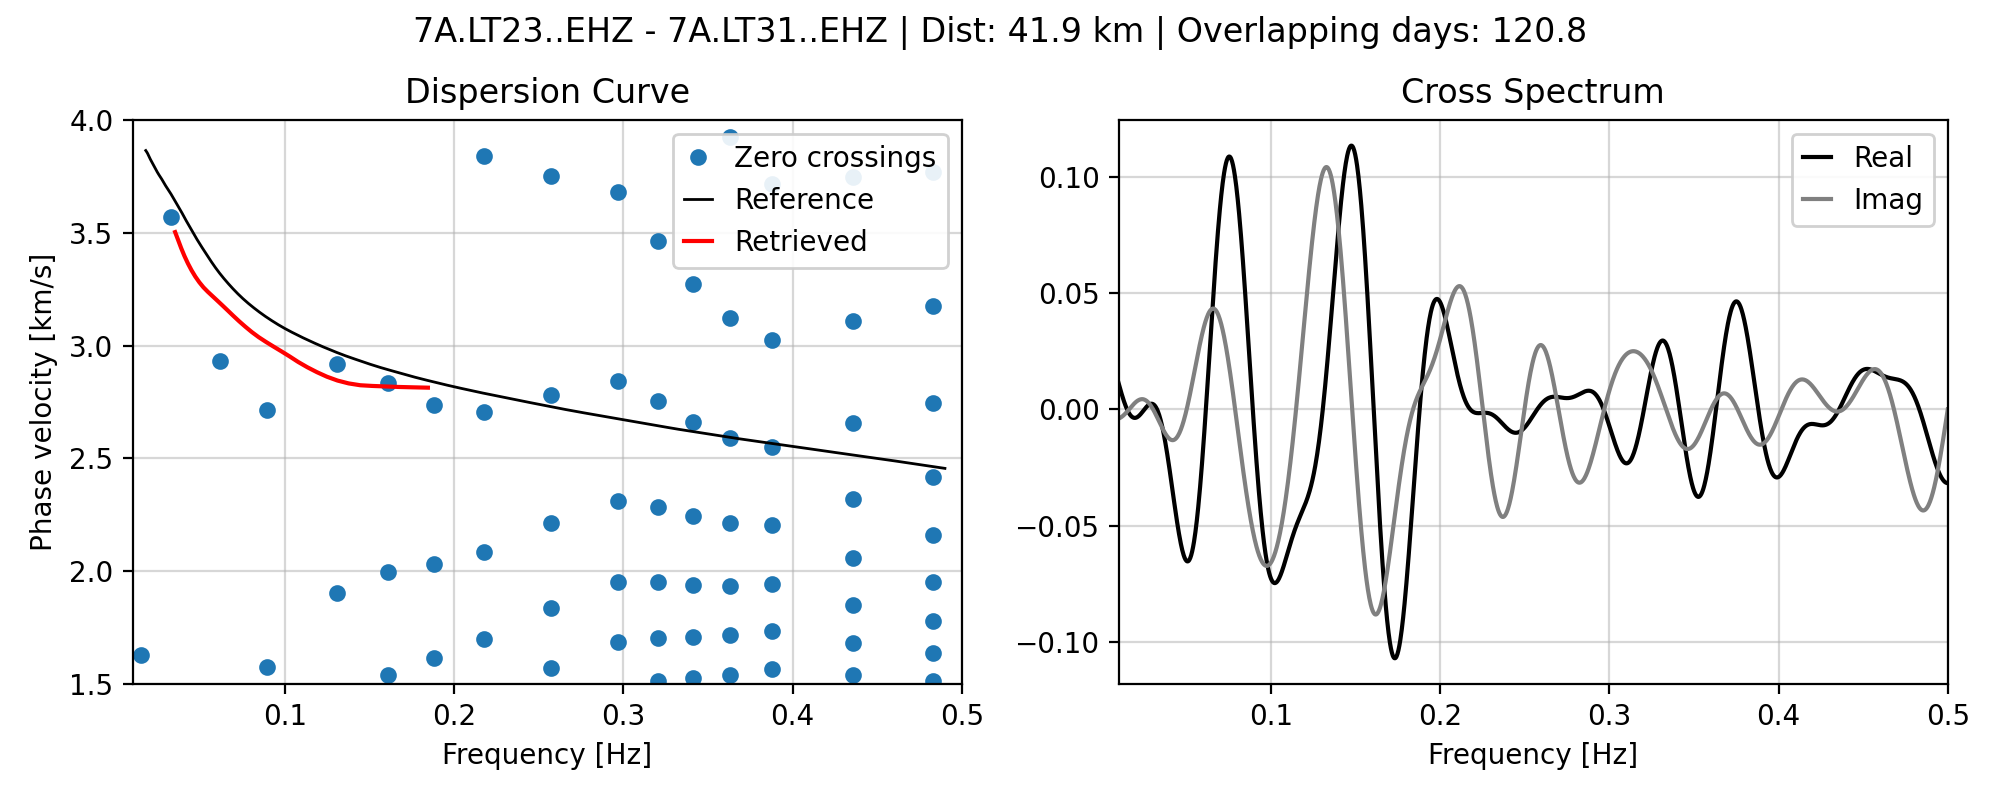 7A.LT23..EHZ - 7A.LT31..EHZ | Dist: 41.9 km | Overlapping days: 120.8
Dispersion Curve
4.0
3.5
3.0
2.5
2.0
1.5
Phase velocity [km/s]
0.1 0.2 0.3 0.4 0.5
Frequency [Hz]
Zero crossings
Reference
Retrieved
Cross Spectrum
0.10
0.05
0.00
−0.05
−0.10
0.1 0.2 0.3 0.4 0.5
Frequency [Hz]
Real
Imag